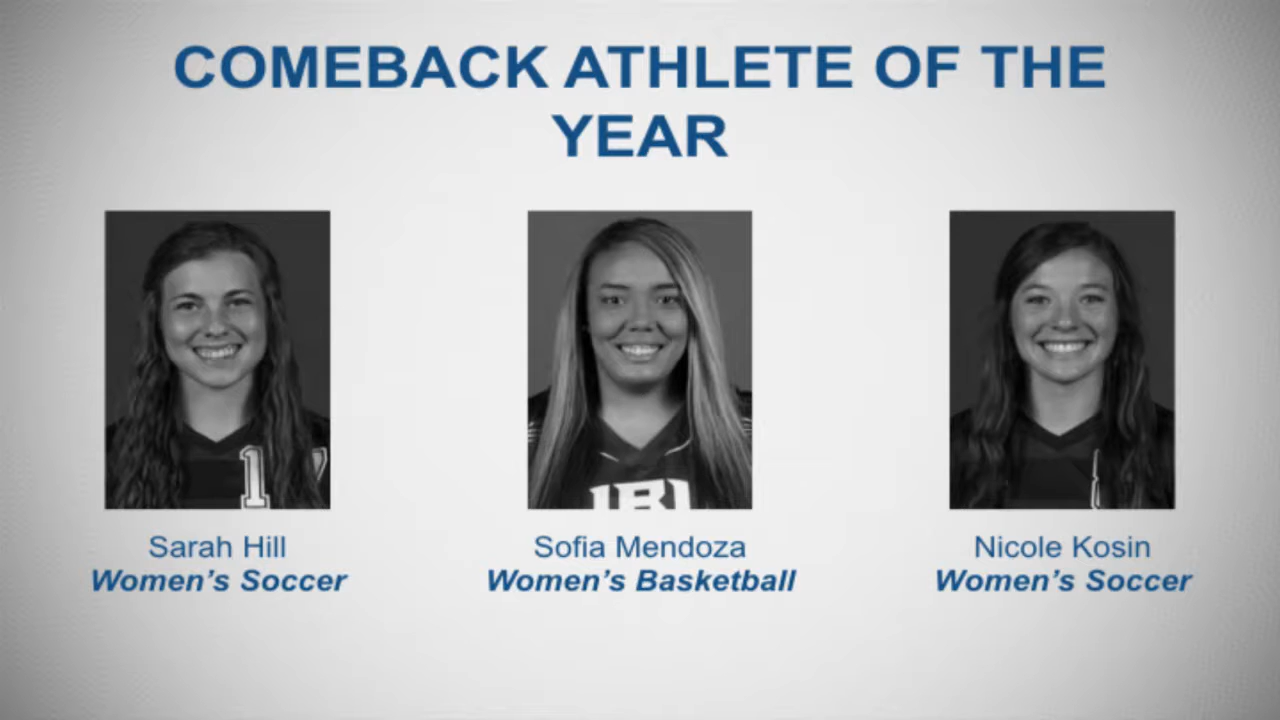 COMEBACK ATHLETE OF THE
YEAR
Sarah Hill
Women’s Soccer
Sofia Mendoza
Women’s Basketball
Nicole Kosin
Women’s Soccer